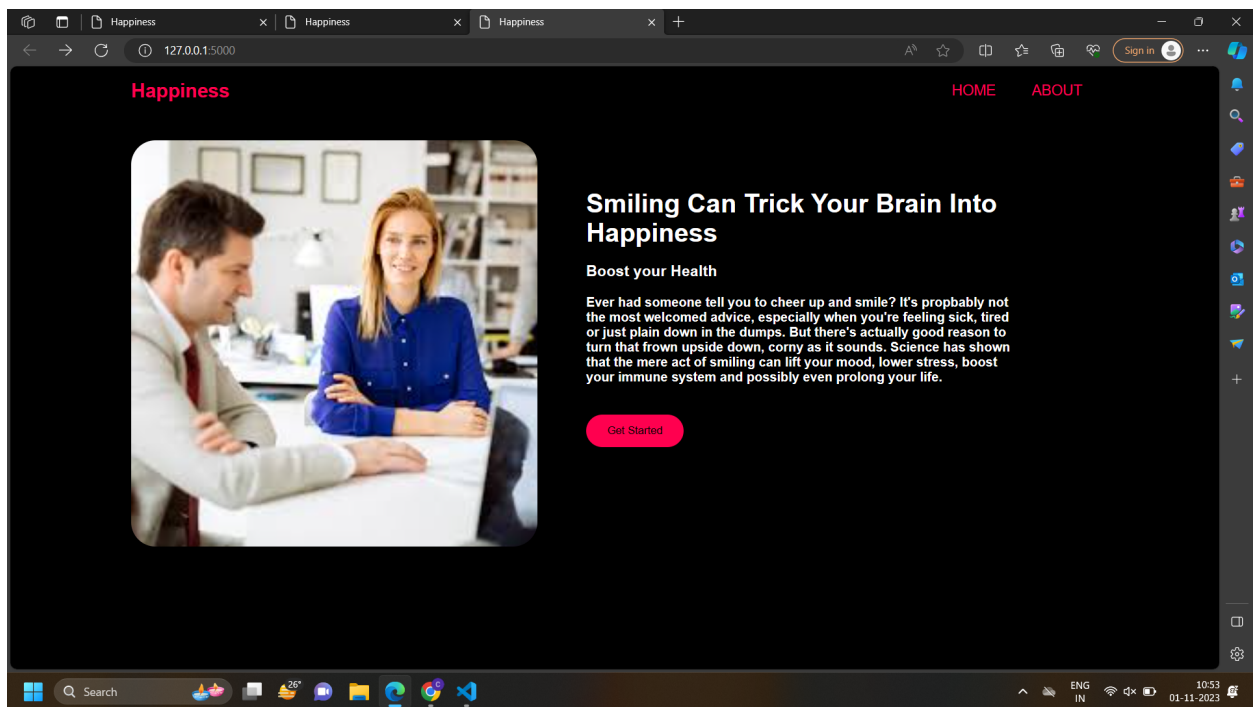 Happiness
Happiness
Happiness
127.0.0.1:5000
Sign in
Happiness
HOME
ABOUT
Smiling Can Trick Your Brain Into
Happiness
Boost your Health
Ever had someone tell you to cheer up and smile? It's propbably not
the most welcomed advice, especially when you're feeling sick, tired
or just plain down in the dumps. But there's actually good reason to
turn that frown upside down, corny as it sounds. Science has shown
that the mere act of smiling can lift your mood, lower stress, boost
your immune system and possibly even prolong your life.
Get Started
Search
26°
ENG
IN
10:53
01-11-2023